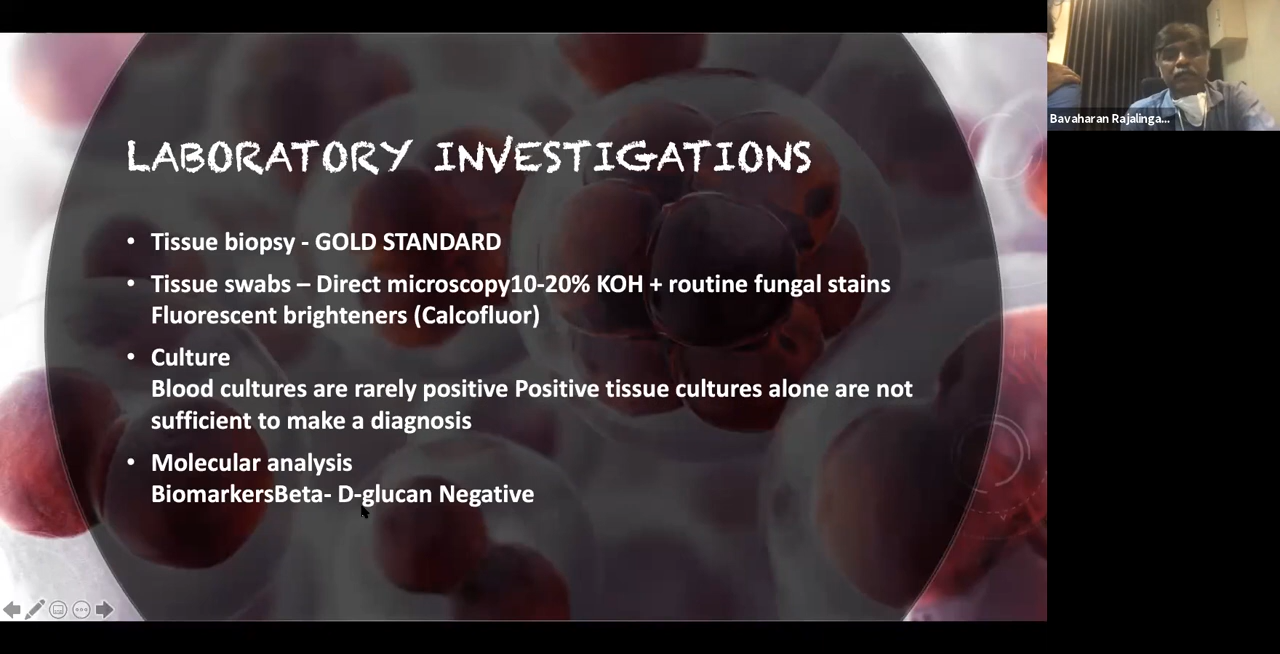 LABORATORY INVESTIGATIONS
• Tissue biopsy - GOLD STANDARD
• Tissue swabs – Direct microscopy10-20% KOH + routine fungal stains
Fluorescent brighteners (Calcofluor)
• Culture
Blood cultures are rarely positive Positive tissue cultures alone are not
sufficient to make a diagnosis
• Molecular analysis
BiomarkersBeta- D-glucan Negative
Bavaharan Rajalinga...